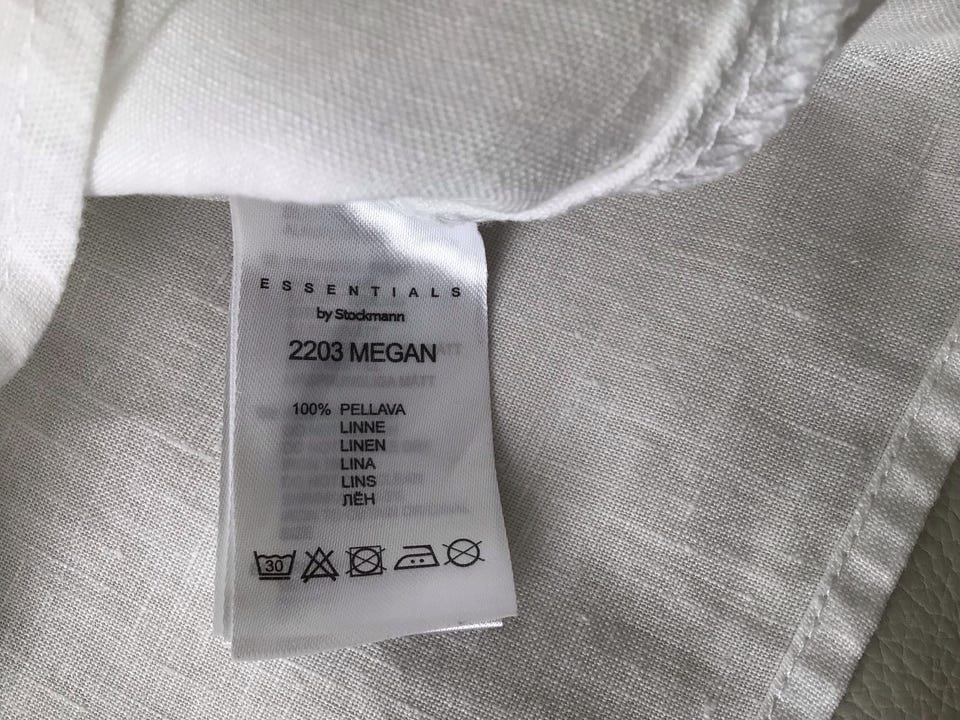 ESSENTIALS
by Stockmann
2203 MEGAN
100% PELLAVA
LINNE
LINEN
LINA
LINS
ЛЁН
30